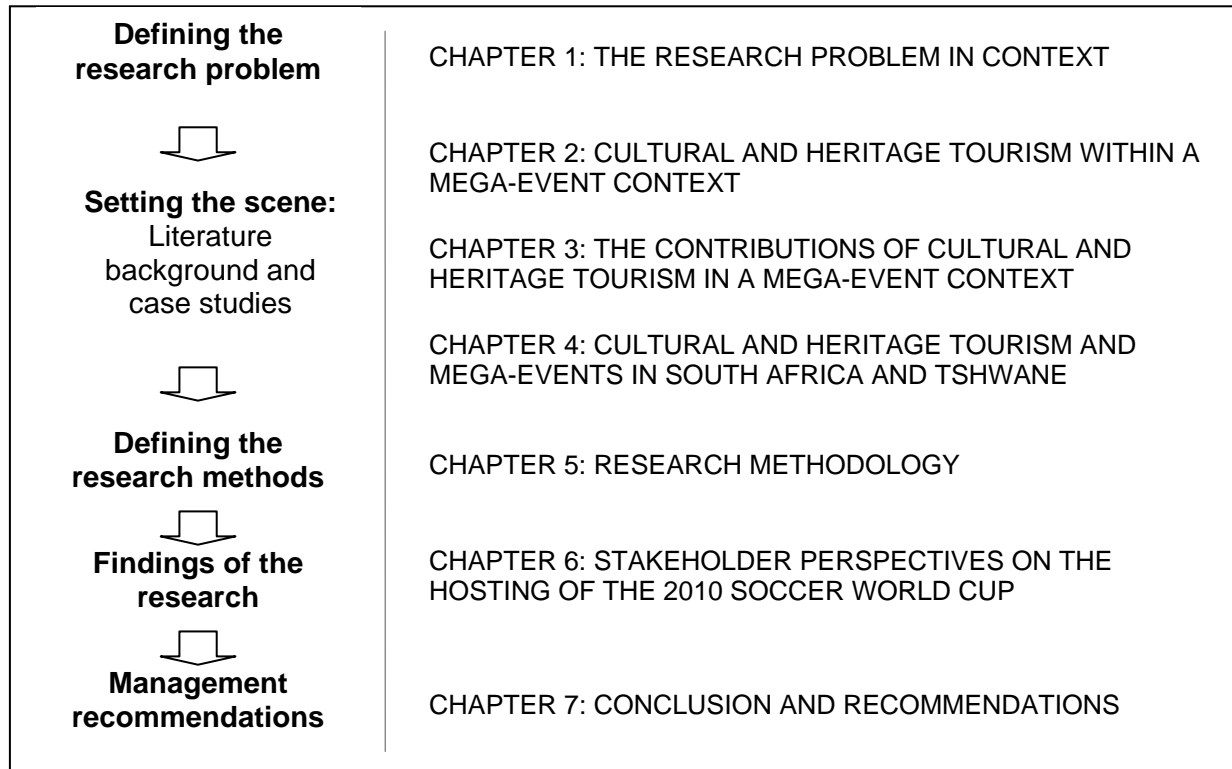 Defining the
research problem
CHAPTER 1: THE RESEARCH PROBLEM IN CONTEXT
Setting the scene:
Literature
background and
case studies
CHAPTER 2: CULTURAL AND HERITAGE TOURISM WITHIN A
MEGA-EVENT CONTEXT
CHAPTER 3: THE CONTRIBUTIONS OF CULTURAL AND
HERITAGE TOURISM IN A MEGA-EVENT CONTEXT
CHAPTER 4: CULTURAL AND HERITAGE TOURISM AND
MEGA-EVENTS IN SOUTH AFRICA AND TSHWANE
Defining the
research methods
CHAPTER 5: RESEARCH METHODOLOGY
Findings of the
research
CHAPTER 6: STAKEHOLDER PERSPECTIVES ON THE
HOSTING OF THE 2010 SOCCER WORLD CUP
Management
recommendations
CHAPTER 7: CONCLUSION AND RECOMMENDATIONS